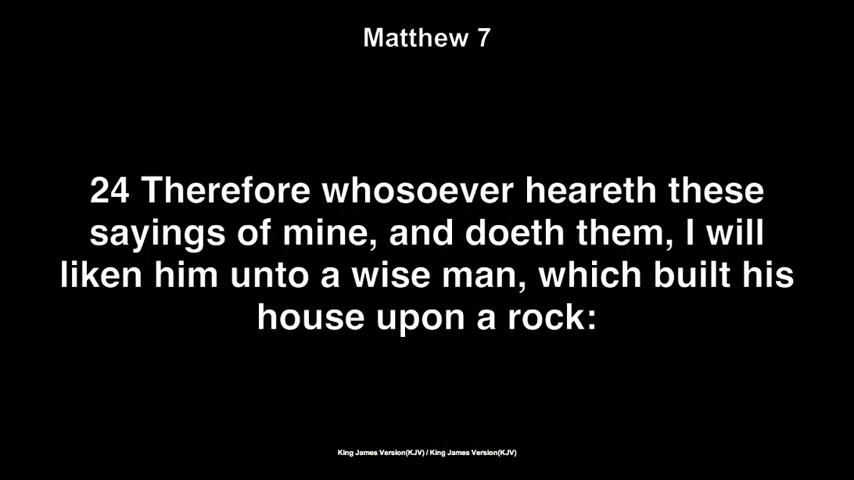 Matthew 7
24 Therefore whosoever heareth these
sayings of mine, and doeth them, I will
liken him unto a wise man, which built his
house upon a rock:
King James Version(KJV) / King James Version(KJV)